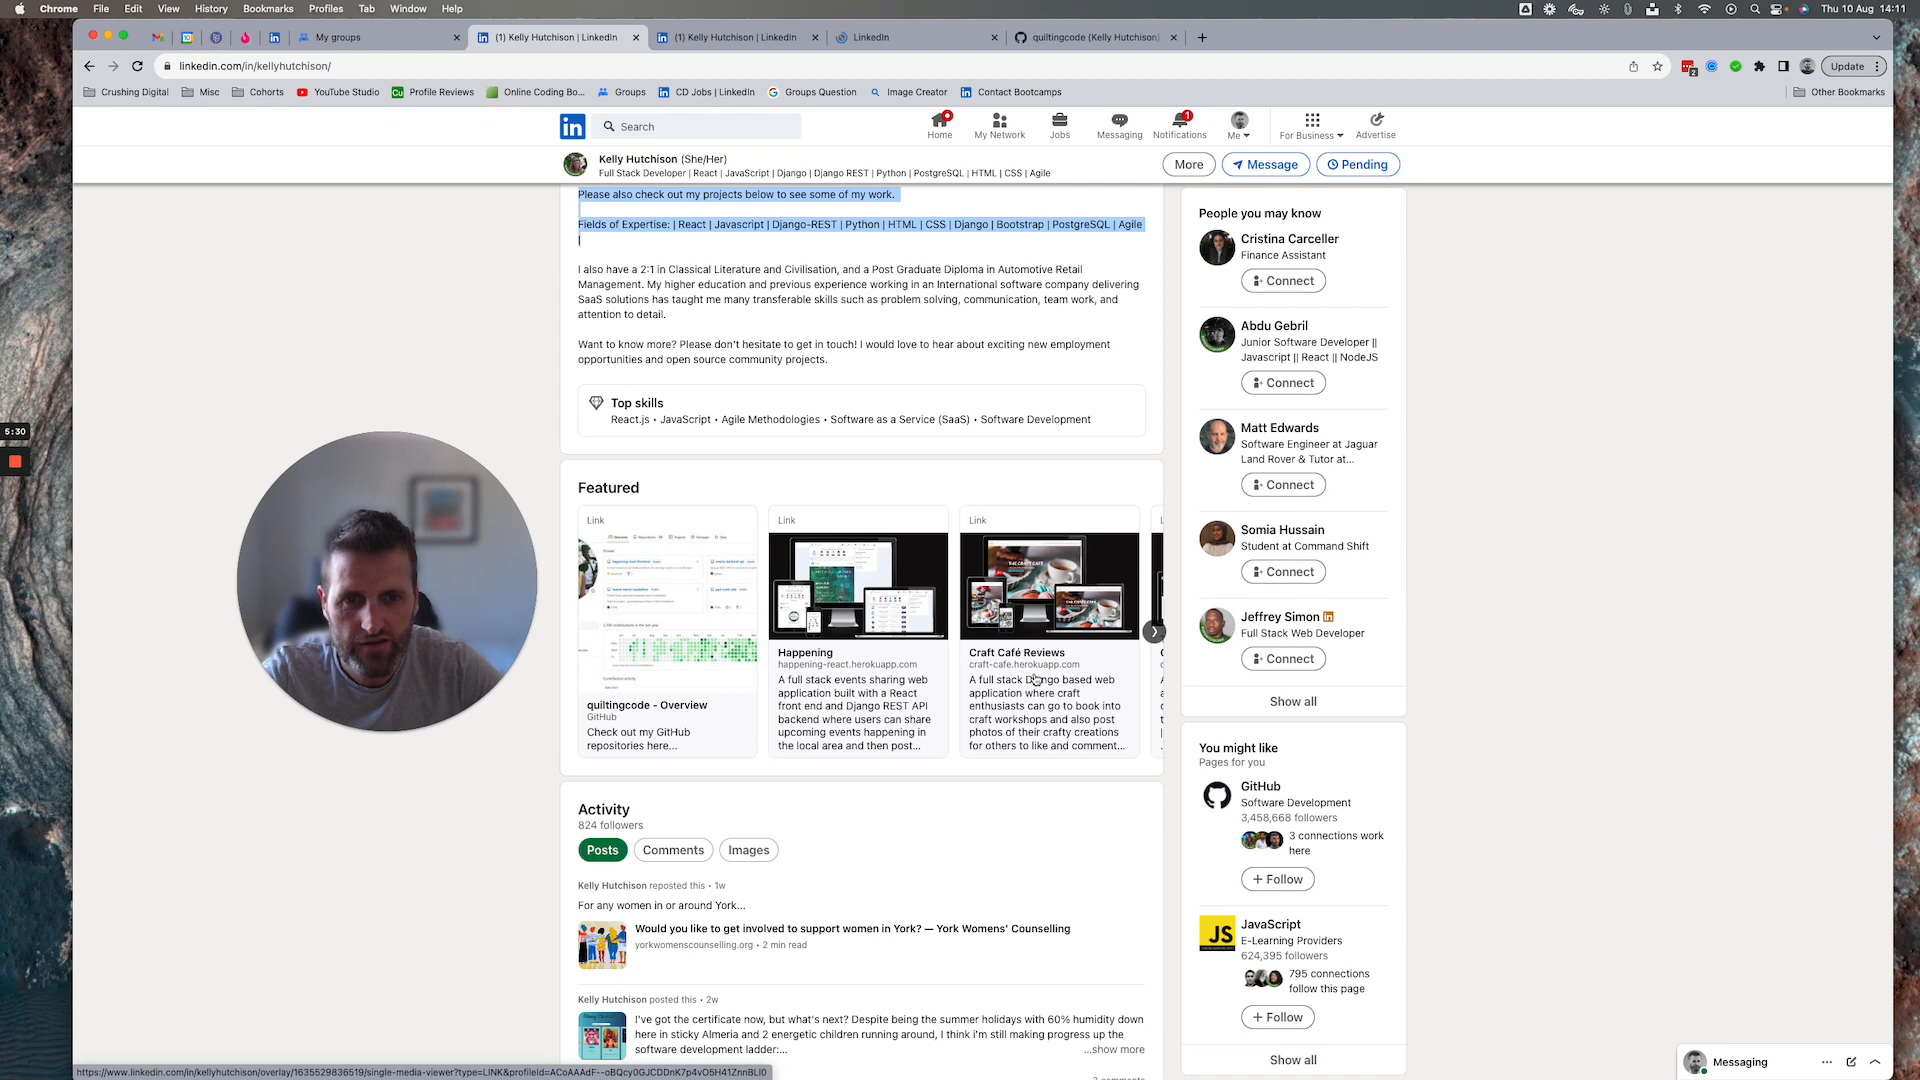 Chrome File Edit View History Bookmarks Profiles Tab Window Help Thu 10 Aug 14:11
My groups (1) Kelly Hutchison | LinkedIn (1) Kelly Hutchison | LinkedIn LinkedIn quiltingcode (Kelly Hutchison)
linkedin.com/in/kellyhutchison/ Update
Crushing Digital Misc Cohorts YouTube Studio Profile Reviews Online Coding Bo... Groups CD Jobs | LinkedIn Groups Question Image Creator Contact Bootcamps Other Bookmarks
in Search Home My Network Jobs Messaging Notifications 1 Me For Business Advertise
Kelly Hutchison (She/Her)
Full Stack Developer | React | JavaScript | Django | Django REST | Python | PostgreSQL | HTML | CSS | Agile
More Message Pending
Please also check out my projects below to see some of my work.
Fields of Expertise: | React | Javascript | Django-REST | Python | HTML | CSS | Django | Bootstrap | PostgreSQL | Agile
|
I also have a 2:1 in Classical Literature and Civilisation, and a Post Graduate Diploma in Automotive Retail
Management. My higher education and previous experience working in an International software company delivering
SaaS solutions has taught me many transferable skills such as problem solving, communication, team work, and
attention to detail.
Want to know more? Please don't hesitate to get in touch! I would love to hear about exciting new employment
opportunities and open source community projects.
Top skills
React.js • JavaScript • Agile Methodologies • Software as a Service (SaaS) • Software Development
5:30
Featured
Link
quiltingcode - Overview
GitHub
Check out my GitHub
repositories here...
Link
Happening
happening-react.herokuapp.com
A full stack events sharing web
application built with a React
front end and Django REST API
backend where users can share
upcoming events happening in
the local area and then post...
Link
THE CRAFT CAFÉ
Craft Café Reviews
craft-cafe.herokuapp.com
A full stack Django based web
application where craft
enthusiasts can go to book into
craft workshops and also post
photos of their crafty creations
for others to like and comment...
Activity
824 followers
Posts Comments Images
Kelly Hutchison reposted this • 1w
For any women in or around York...
Would you like to get involved to support women in York? — York Womens' Counselling
yorkwomenscounselling.org • 2 min read
Kelly Hutchison posted this • 2w
I've got the certificate now, but what's next? Despite being the summer holidays with 60% humidity down
here in sticky Almeria and 2 energetic children running around, I think i'm still making progress up the
software development ladder:... ...show more
People you may know
Cristina Carceller
Finance Assistant
Connect
Abdu Gebril
Junior Software Developer ||
Javascript || React || NodeJS
Connect
Matt Edwards
Software Engineer at Jaguar
Land Rover & Tutor at...
Connect
Somia Hussain
Student at Command Shift
Connect
Jeffrey Simon
Full Stack Web Developer
Connect
Show all
You might like
Pages for you
GitHub
Software Development
3,458,668 followers
3 connections work
here
+ Follow
JS
JavaScript
E-Learning Providers
624,395 followers
795 connections
follow this page
+ Follow
Show all
Messaging